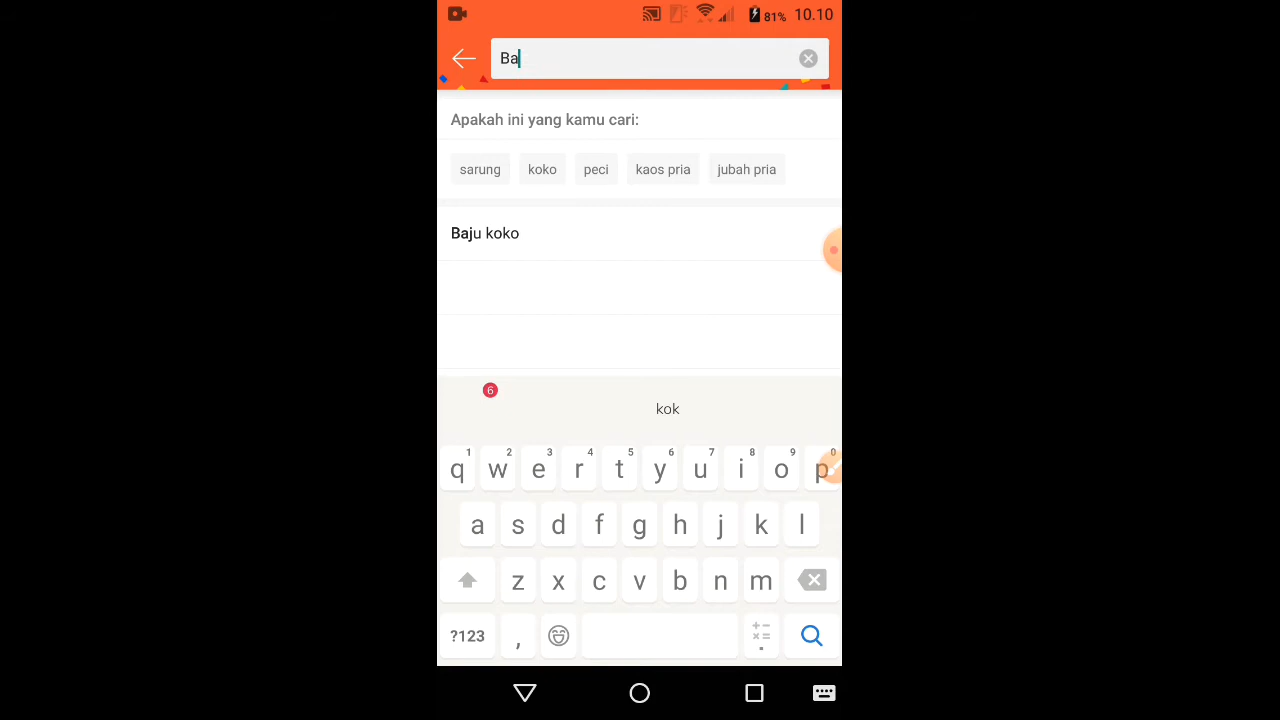 81% 10.10
Ba
Apakah ini yang kamu cari:
sarung koko peci kaos pria jubah pria
Baju koko
6
kok
1 2 3 4 5 6 7 8 9 0
q w e r t y u i o p
a s d f g h j k l
z x c v b n m
?123 , .